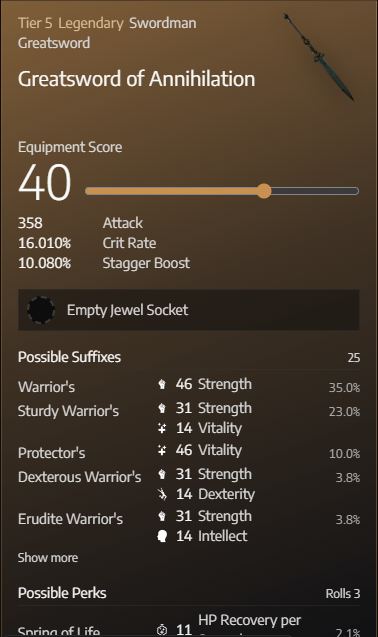 Tier 5 Legendary Swordman
Greatsword
Greatsword of Annihilation
Equipment Score
40
358 Attack
16.010% Crit Rate
10.080% Stagger Boost
Empty Jewel Socket
Possible Suffixes 25
Warrior's 46 Strength 35.0%
Sturdy Warrior's 31 Strength 23.0%
14 Vitality
Protector's 46 Vitality 10.0%
Dexterous Warrior's 31 Strength 3.8%
14 Dexterity
Erudite Warrior's 31 Strength 3.8%
14 Intellect
Show more
Possible Perks Rolls 3
HP Recovery per
Spring of Life 11 2.1%